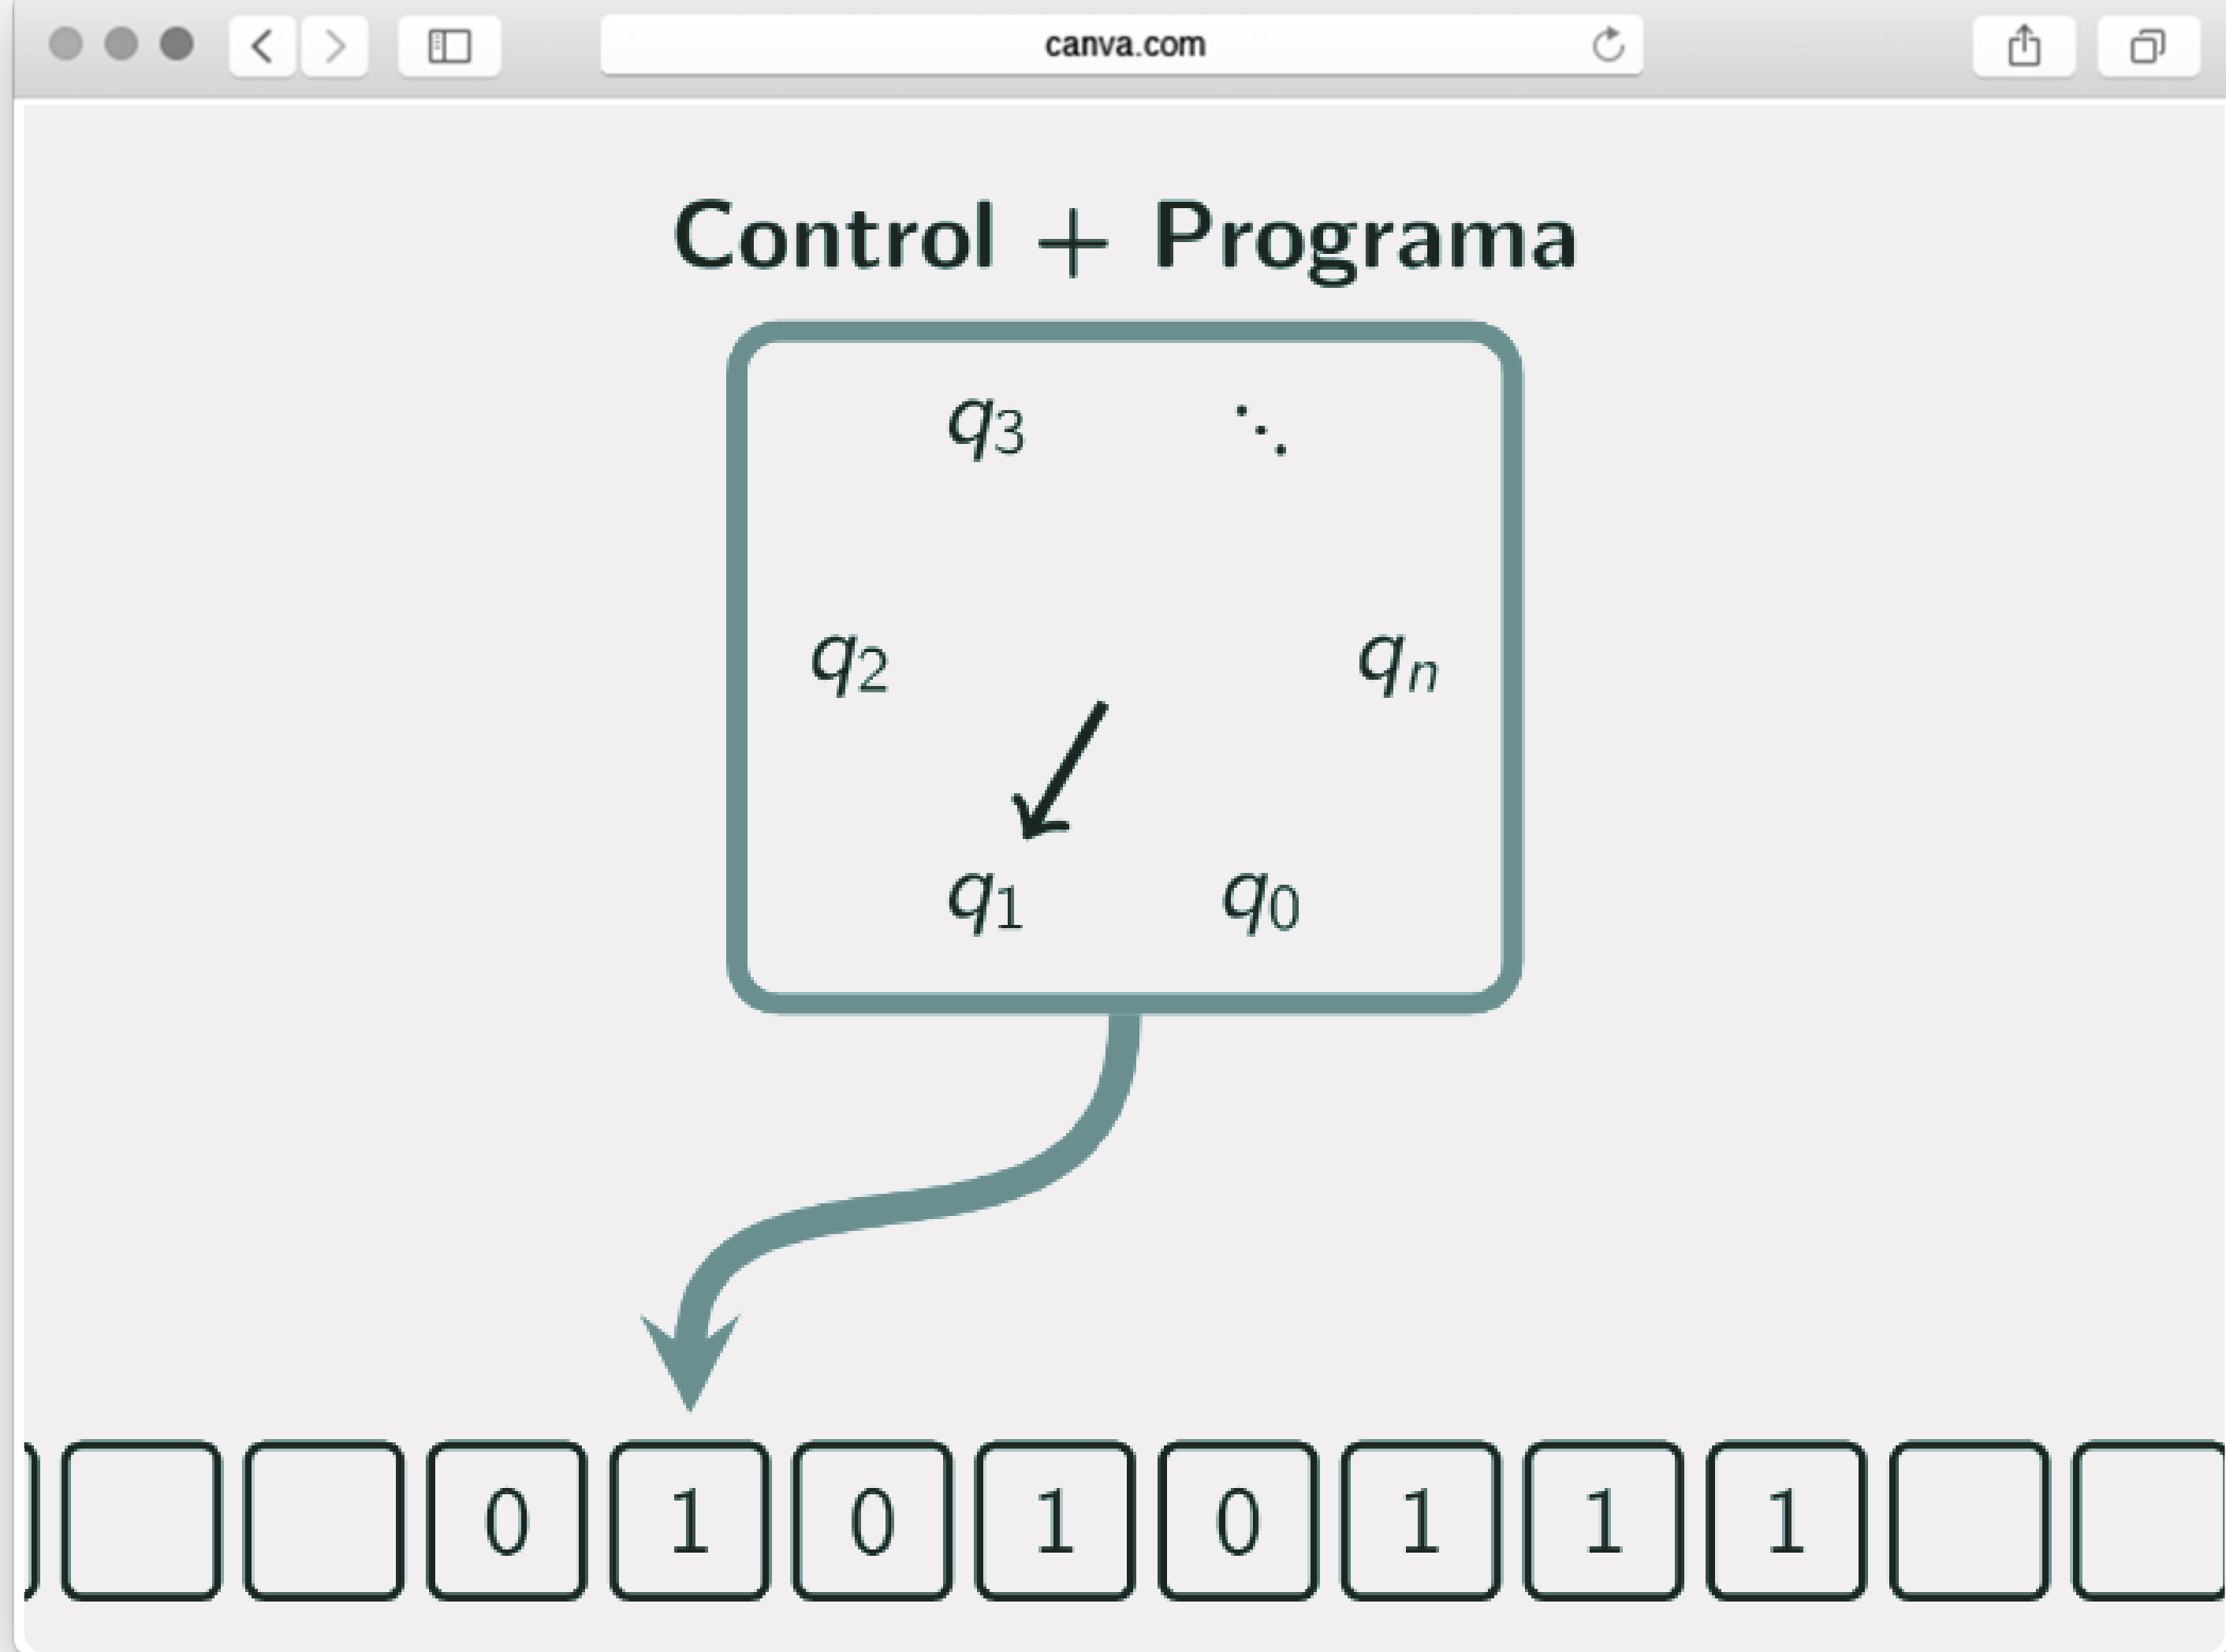 canva.com
Control + Programa
q3 ⋱
q2 qn
q1 q0
0 1 0 1 0 1 1 1